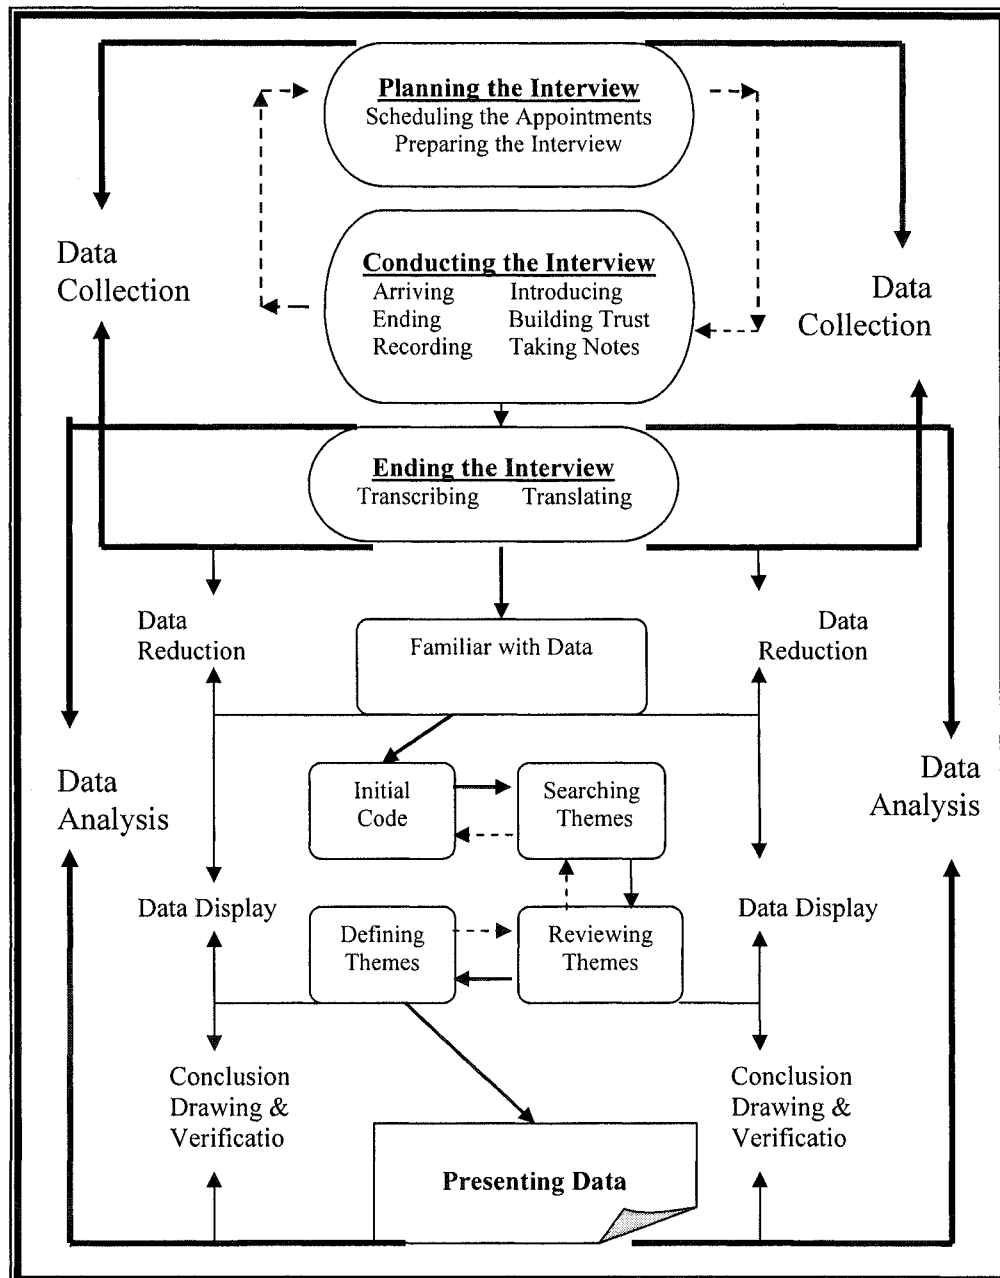 Planning the Interview
Scheduling the Appointments
Preparing the Interview
Data
Collection
Conducting the Interview
Arriving Introducing
Ending Building Trust
Recording Taking Notes
Data
Collection
Ending the Interview
Transcribing Translating
Data
Reduction
Familiar with Data
Data
Reduction
Data
Analysis
Initial
Code
Searching
Themes
Data
Analysis
Data Display
Defining
Themes
Reviewing
Themes
Data Display
Conclusion
Drawing &
Verificatio
Conclusion
Drawing &
Verificatio
Presenting Data